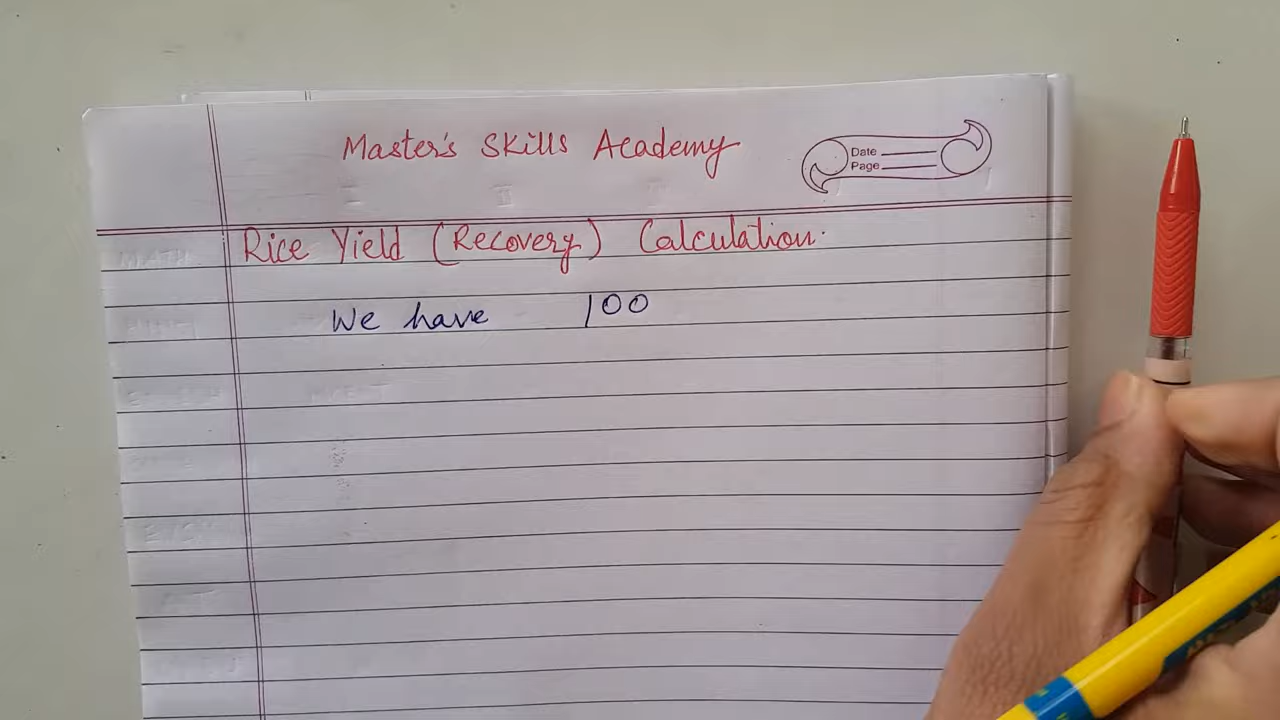 Master's Skills Academy
Date
Page
Rice Yield (Recovery) Calculation.
We have 100